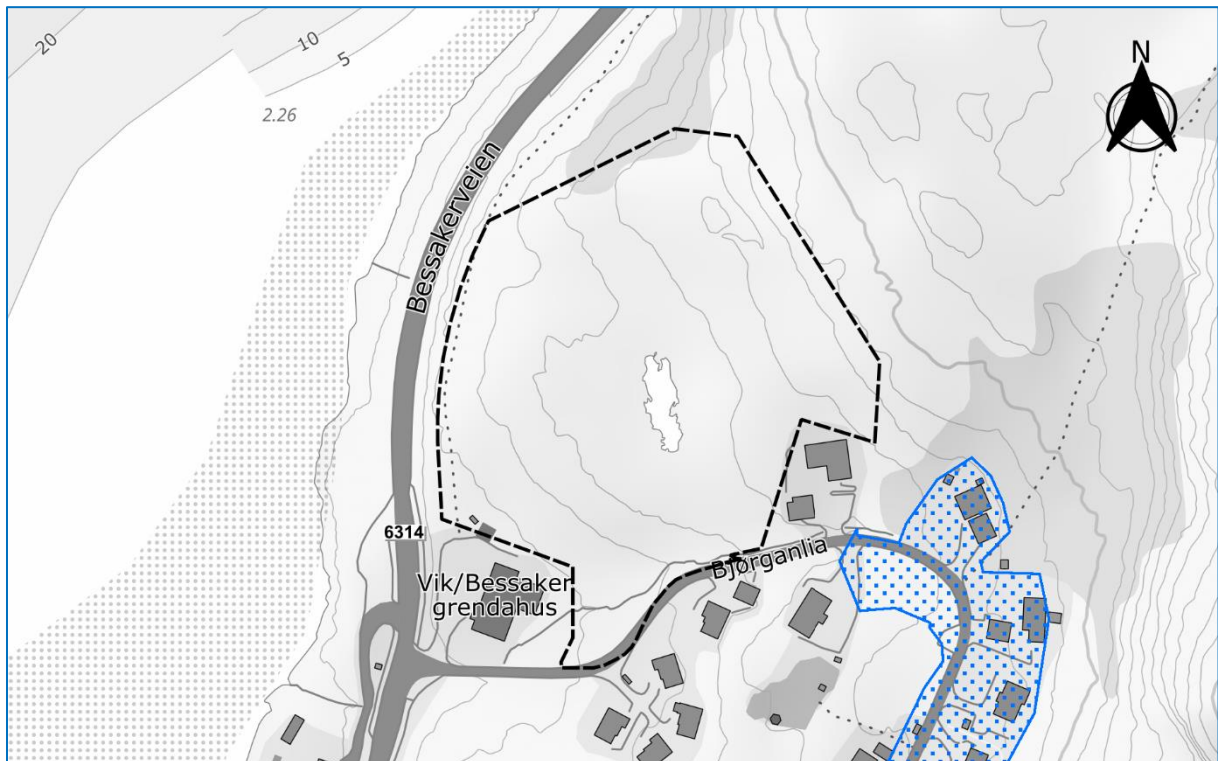 20
10
5
2.26
N
Bessakerveien
6314
Vik/Bessaker
grendahus
Bjørganlia